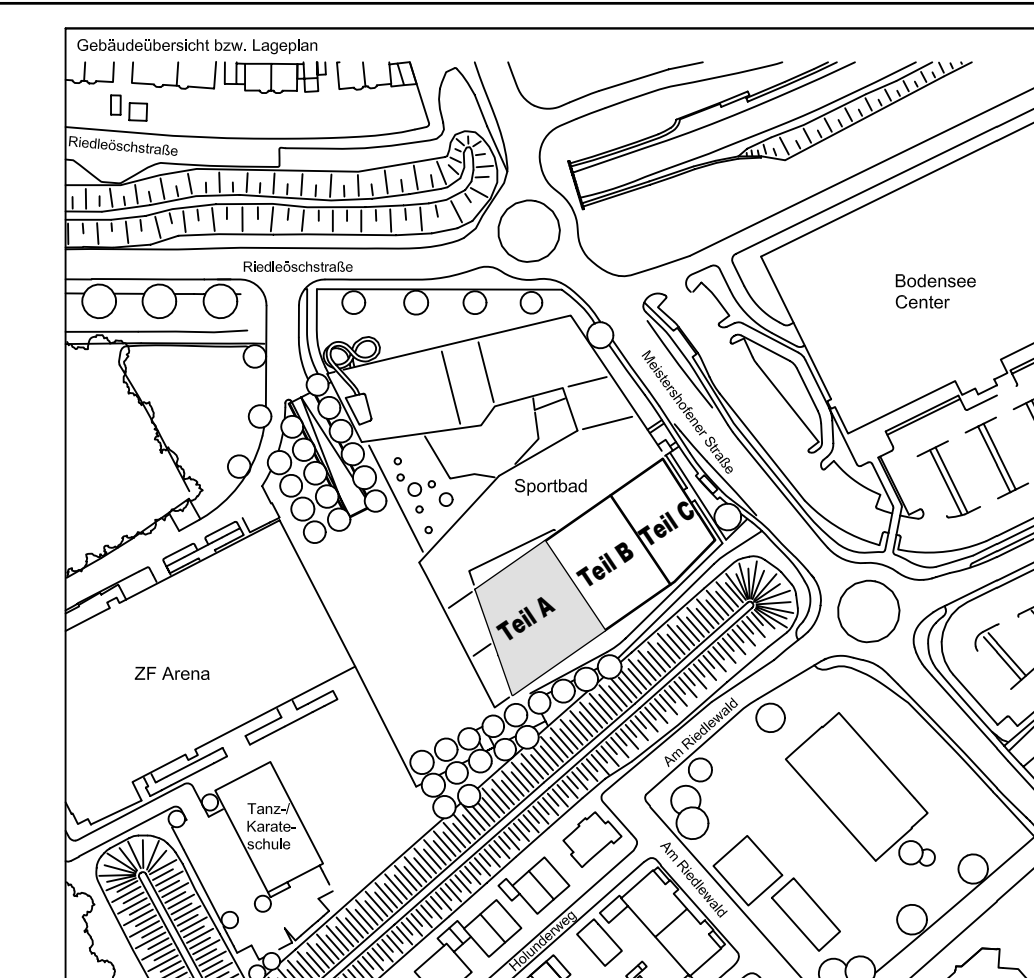 Gebäudeübersicht bzw. Lageplan
Riedleöschstraße
Riedleöschstraße
Bodensee
Center
Meistershofener Straße
Sportbad
Teil C
Teil B
Teil A
ZF Arena
Am Riedlewald
Tanz-/
Karate-
schule
Am Riedlewald
Holunderweg